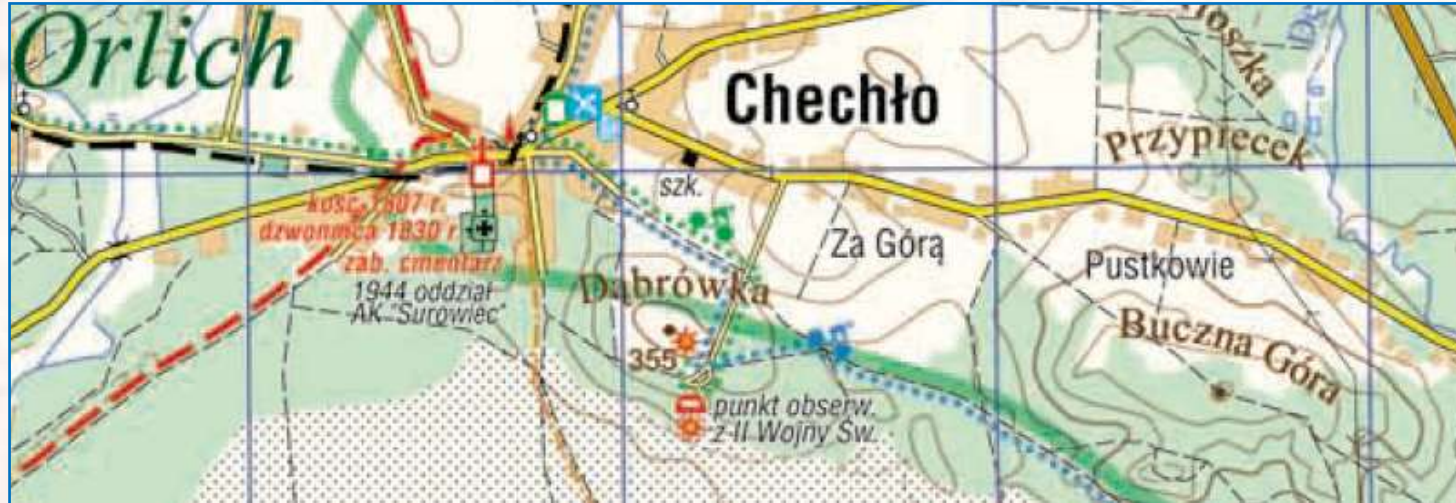 Orlich
Chechło
Przypiecek
szk.
kośc. 1807 r.
dzwonnica 1830 r.
zab. cmentarz
1944 oddział
AK "Surowiec"
Za Górą
Pustkowie
Dąbrówka
Buczna Góra
355
punkt obserw.
z II Wojny Św.